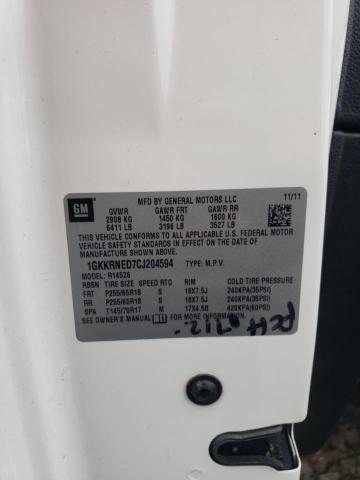 GM
MFD BY GENERAL MOTORS LLC 11/11
GVWR GAWR FRT GAWR RR
2908 KG 1450 KG 1600 KG
6411 LB 3196 LB 3527 LB
THIS VEHICLE CONFORMS TO ALL APPLICABLE U.S. FEDERAL MOTOR
VEHICLE SAFETY STANDARDS IN EFFECT ON THE DATE OF
MANUFACTURE SHOWN ABOVE.
1GKKRNED7CJ204594 TYPE: M.P.V.
MODEL: R14526
RBBN TIRE SIZE SPEED RTG RIM COLD TIRE PRESSURE
FRT P255/65R18 S 18X7.5J 240KPA(35PSI)
RR P255/65R18 S 18X7.5J 240KPA(35PSI)
SPA T145/70R17 M 17X4.5B 420KPA(60PSI)
SEE OWNER'S MANUAL